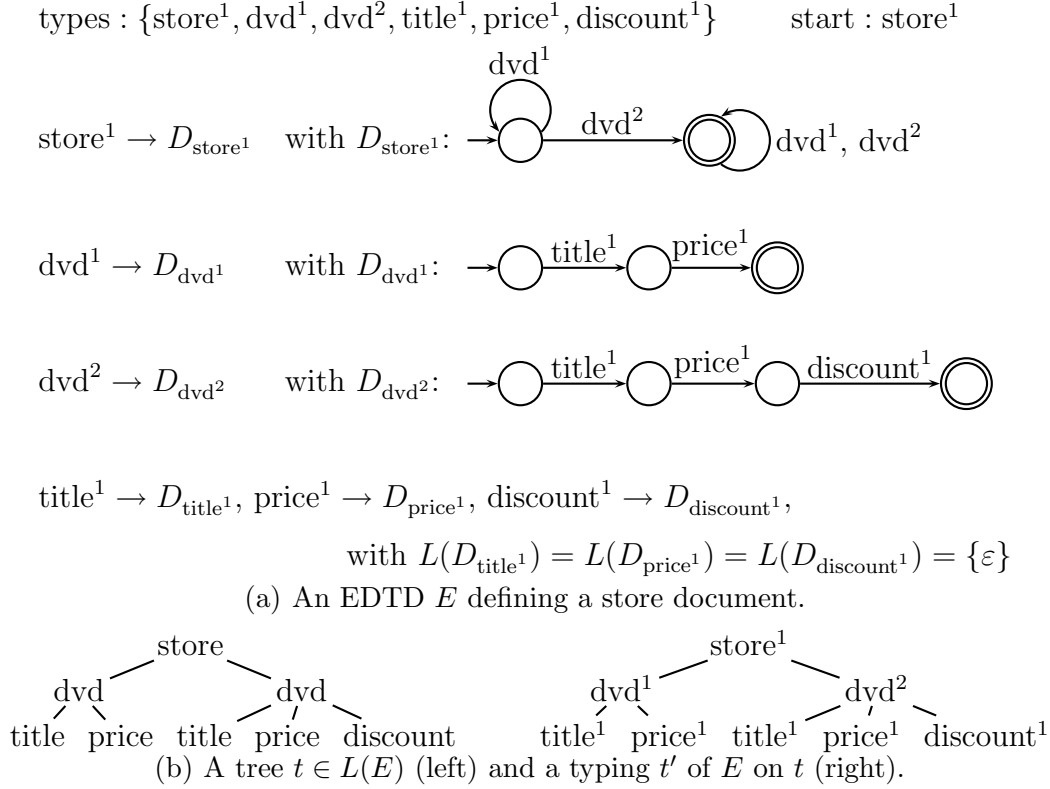 types : {store¹, dvd¹, dvd², title¹, price¹, discount¹} start : store¹
dvd¹
store¹ → D_store¹ with D_store¹: dvd² dvd¹, dvd²
dvd¹ → D_dvd¹ with D_dvd¹: title¹ price¹
dvd² → D_dvd² with D_dvd²: title¹ price¹ discount¹
title¹ → D_title¹, price¹ → D_price¹, discount¹ → D_discount¹,
with L(D_title¹) = L(D_price¹) = L(D_discount¹) = {ε}
(a) An EDTD E defining a store document.
store store¹
dvd dvd dvd¹ dvd²
title price title price discount title¹ price¹ title¹ price¹ discount¹
(b) A tree t ∈ L(E) (left) and a typing t′ of E on t (right).